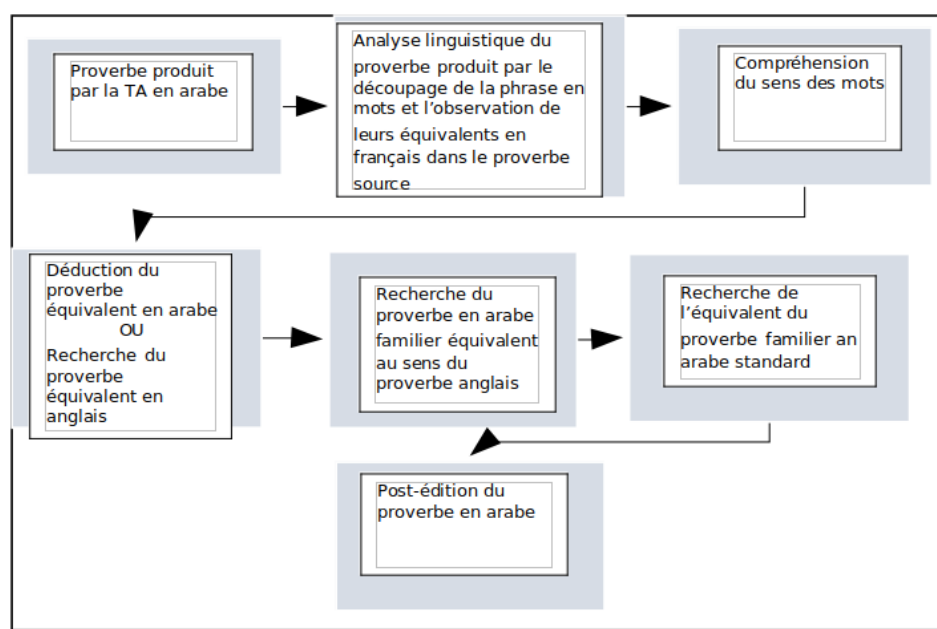 Proverbe produit
par la TA en arabe
Analyse linguistique du
proverbe produit par le
découpage de la phrase en
mots et l’observation de
leurs équivalents en
français dans le proverbe
source
Compréhension
du sens des mots
Déduction du
proverbe
équivalent en arabe
OU
Recherche du
proverbe
équivalent en
anglais
Recherche du
proverbe en arabe
familier équivalent
au sens du
proverbe anglais
Recherche de
l’équivalent du
proverbe familier an
arabe standard
Post-édition du
proverbe en arabe